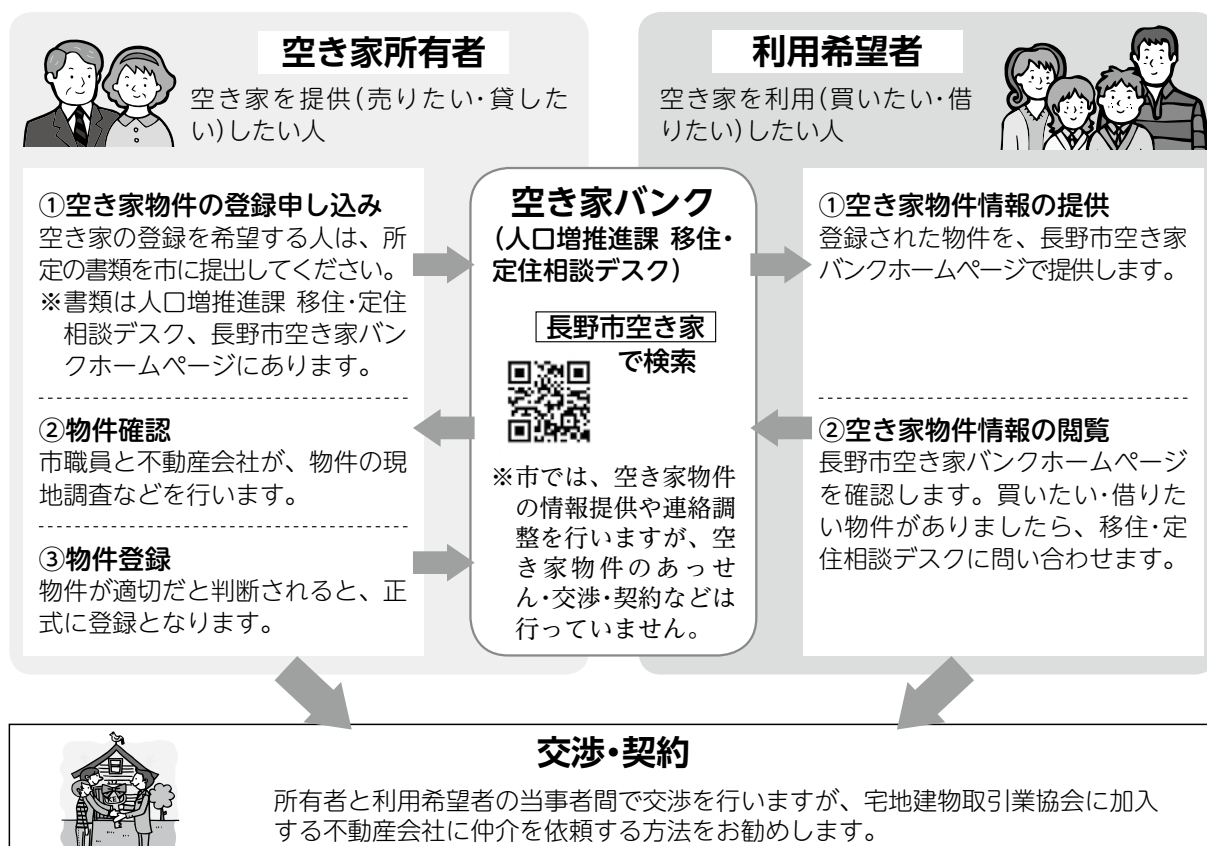 空き家所有者
空き家を提供(売りたい・貸した
い)したい人
利用希望者
空き家を利用(買いたい・借
りたい)したい人
①空き家物件の登録申し込み
空き家の登録を希望する人は、所
定の書類を市に提出してください。
※書類は人口増推進課 移住・定住
相談デスク、長野市空き家バン
クホームページにあります。
②物件確認
市職員と不動産会社が、物件の現
地調査などを行います。
③物件登録
物件が適切だと判断されると、正
式に登録となります。
空き家バンク
(人口増推進課 移住・
定住相談デスク)
長野市空き家
で検索
※市では、空き家物件
の情報提供や連絡調
整を行いますが、空
き家物件のあっせ
ん・交渉・契約などは
行っていません。
①空き家物件情報の提供
登録された物件を、長野市空き家
バンクホームページで提供します。
②空き家物件情報の閲覧
長野市空き家バンクホームページ
を確認します。買いたい・借りた
い物件がありましたら、移住・定
住相談デスクに問い合わせます。
交渉・契約
所有者と利用希望者の当事者間で交渉を行いますが、宅地建物取引業協会に加入
する不動産会社に仲介を依頼する方法をお勧めします。